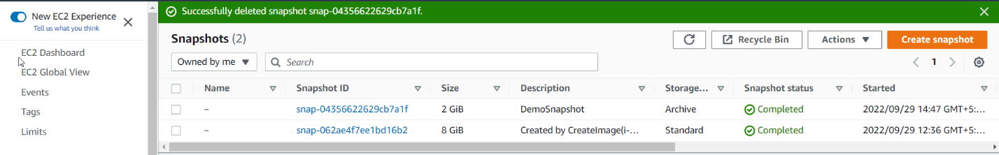 Successfully deleted snapshot snap-04356622629cb7a1f.
New EC2 Experience
Tell us what you think
EC2 Dashboard
EC2 Global View
Events
Tags
Limits
Snapshots (2)
Recycle Bin
Actions
Create snapshot
Owned by me
Search
1
Name Snapshot ID Size Description Storage... Snapshot status Started
– snap-04356622629cb7a1f 2 GiB DemoSnapshot Archive Completed 2022/09/29 14:47 GMT+5:...
– snap-062ae4f7ee1bd16b2 8 GiB Created by CreateImage(i-... Standard Completed 2022/09/29 12:36 GMT+5:...